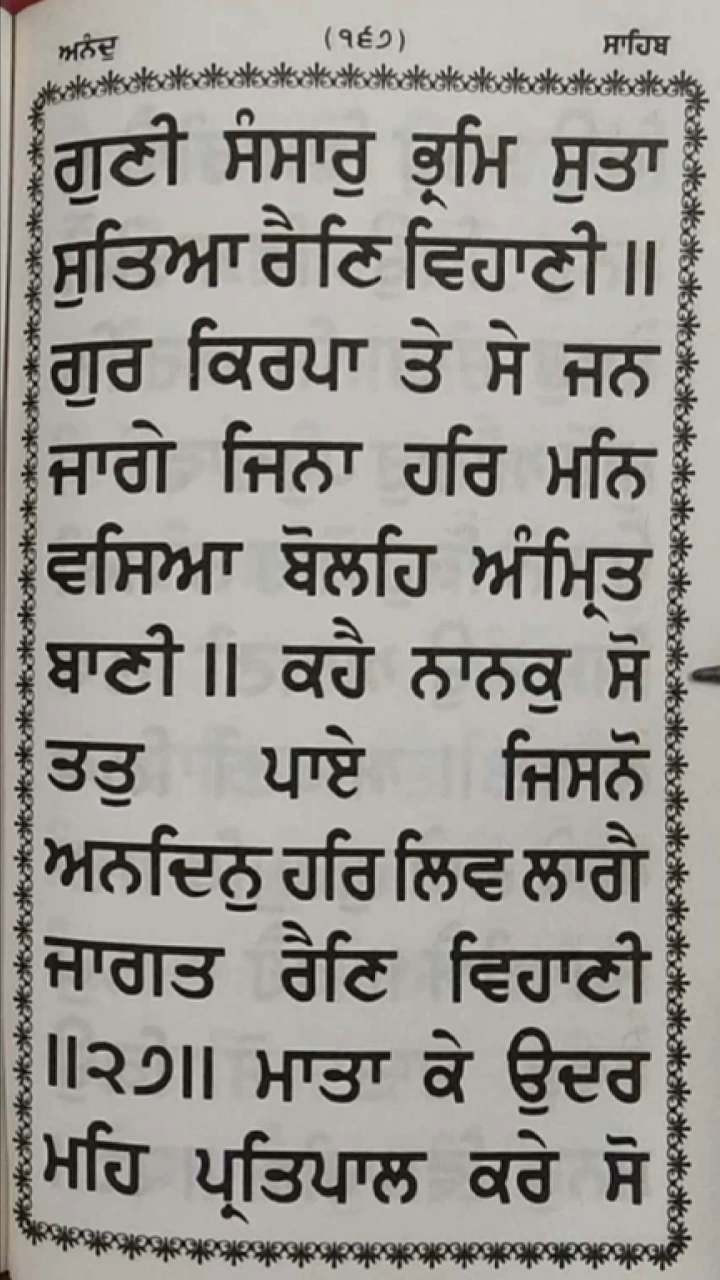 ਅਨੰਦੁ (੧੬੭) ਸਾਹਿਬ
ਗੁਣੀ ਸੰਸਾਰੁ ਭ੍ਰਮਿ ਸੁਤਾ
ਸੁਤਿਆ ਰੈਣਿ ਵਿਹਾਣੀ॥
ਗੁਰ ਕਿਰਪਾ ਤੇ ਸੇ ਜਨ
ਜਾਗੇ ਜਿਨਾ ਹਰਿ ਮਨਿ
ਵਸਿਆ ਬੋਲਹਿ ਅੰਮ੍ਰਿਤ
ਬਾਣੀ॥ ਕਹੈ ਨਾਨਕੁ ਸੋ
ਤਤੁ ਪਾਏ ਜਿਸਨੋ
ਅਨਦਿਨੁ ਹਰਿ ਲਿਵ ਲਾਗੈ
ਜਾਗਤ ਰੈਣਿ ਵਿਹਾਣੀ
॥੨੭॥ ਮਾਤਾ ਕੇ ਉਦਰ
ਮਹਿ ਪ੍ਰਤਿਪਾਲ ਕਰੇ ਸੋ